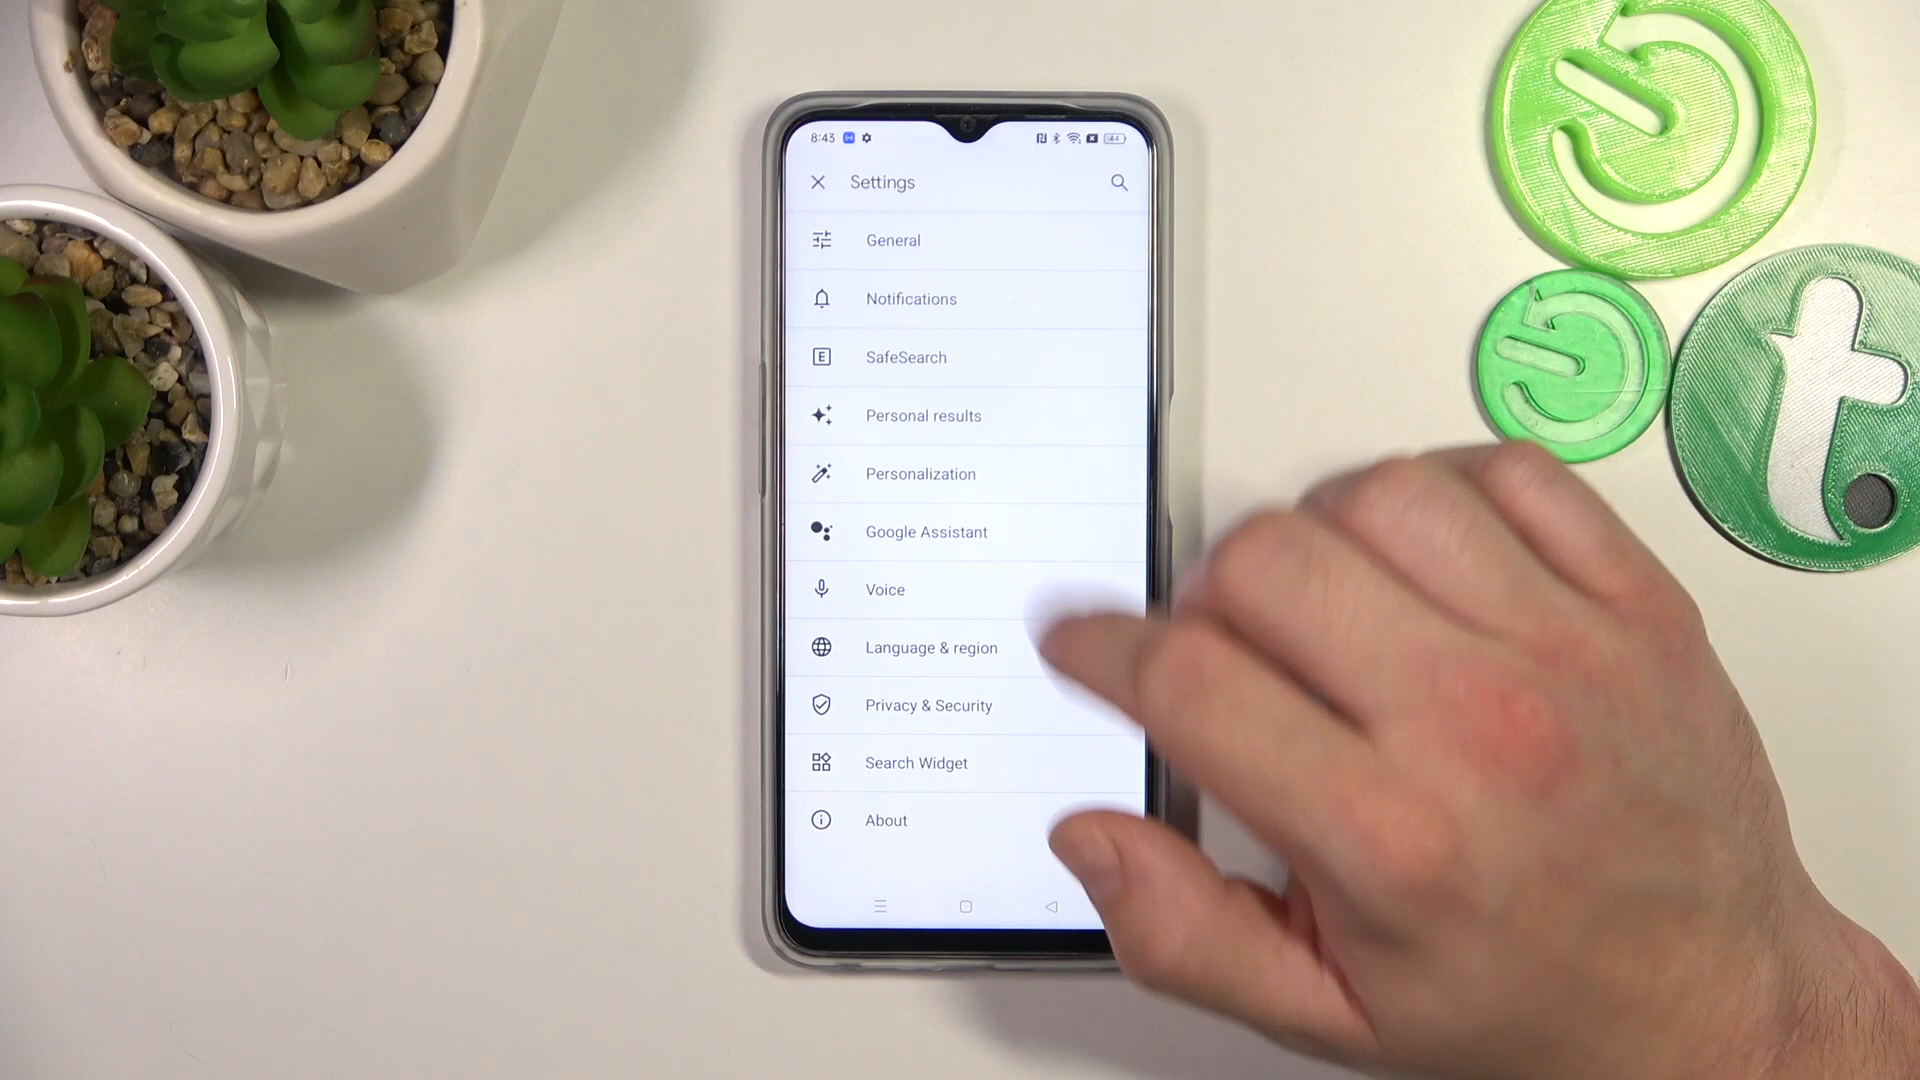 8:43
44
Settings
General
Notifications
E
SafeSearch
Personal results
Personalization
Google Assistant
Voice
Language & region
Privacy & Security
Search Widget
About
t.